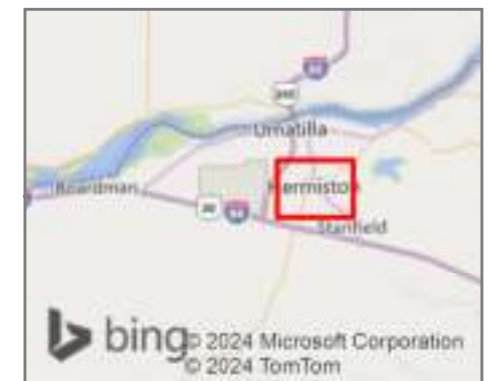 Umatilla
Boardman
Hermiston
Stanfield
bing
© 2024 Microsoft Corporation
© 2024 TomTom